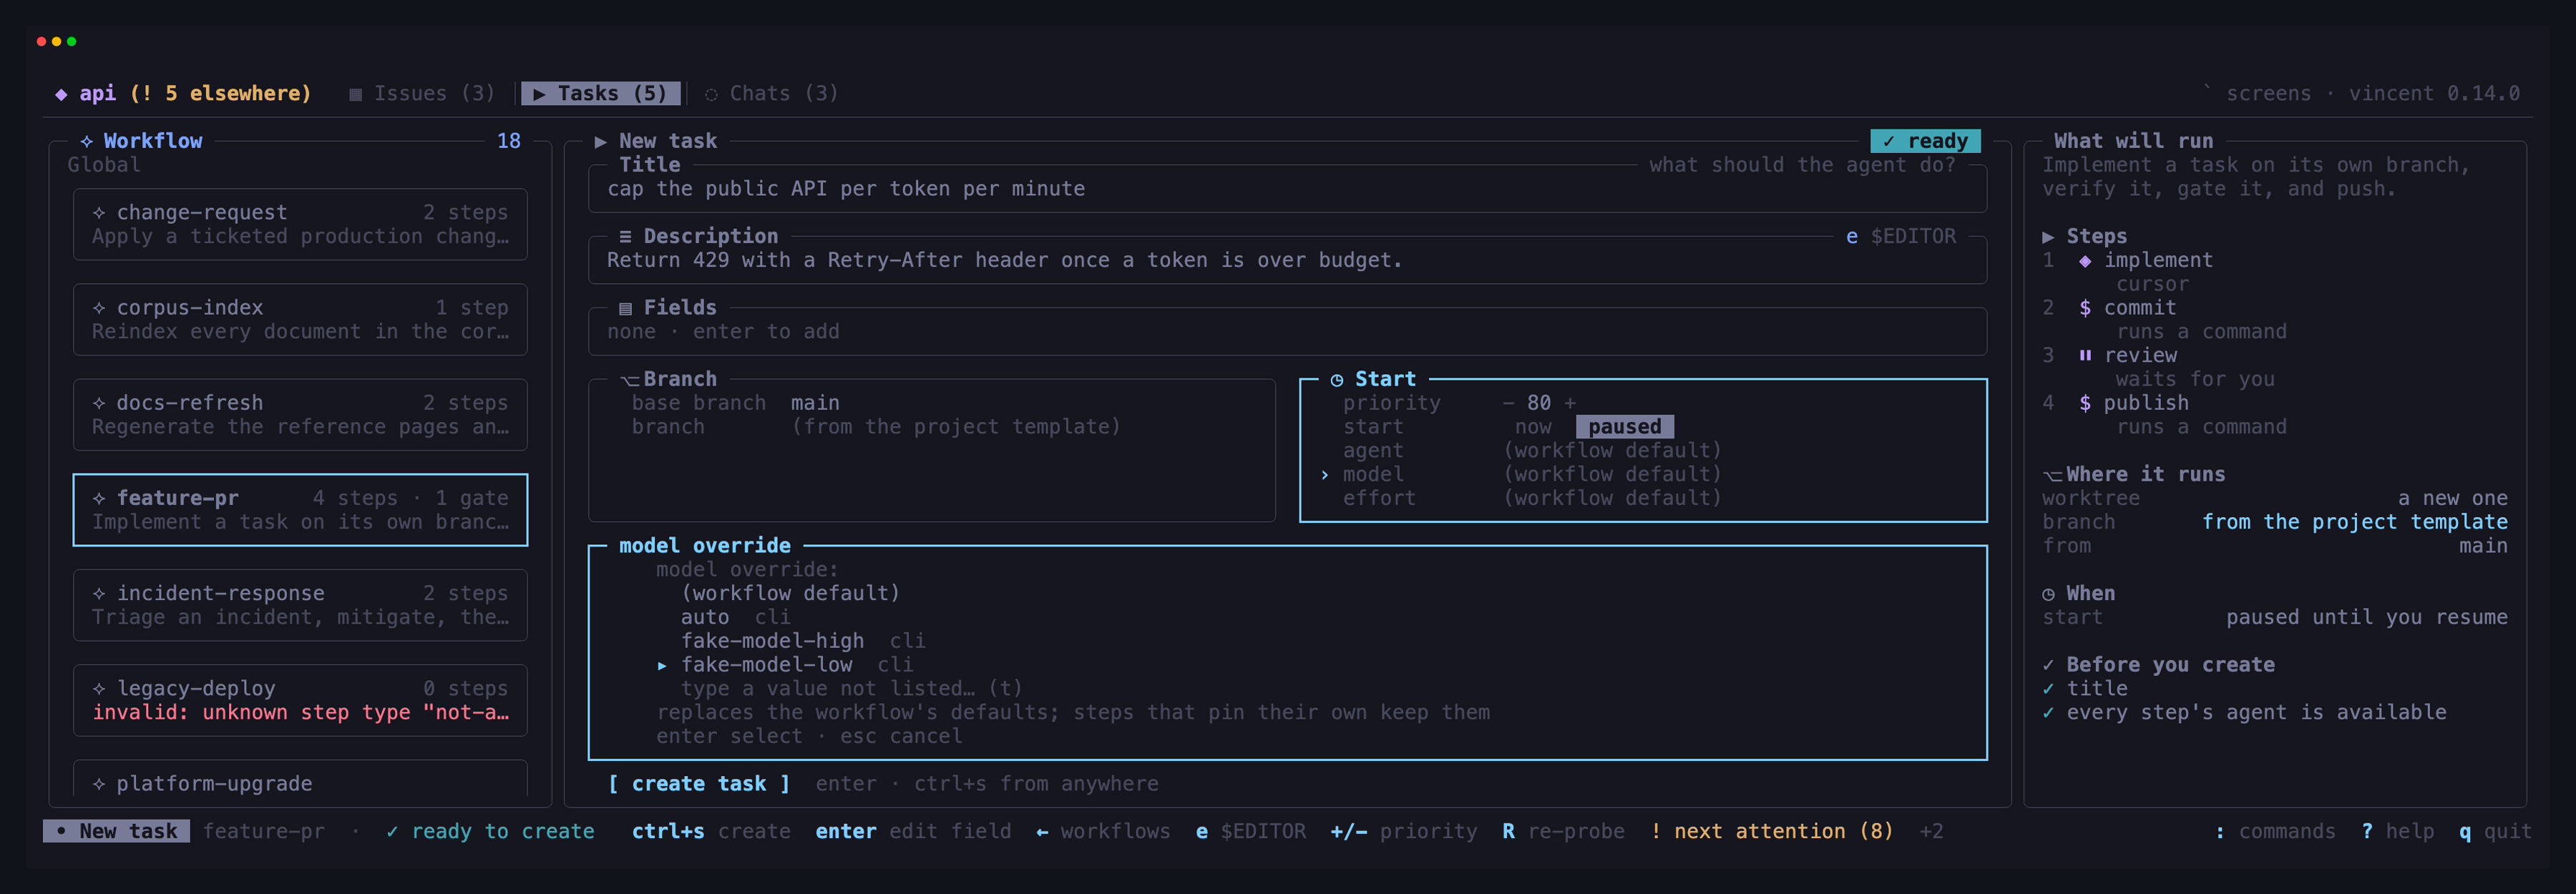 ◆ api (! 5 elsewhere) ▦ Issues (3) ▶ Tasks (5) ◌ Chats (3) ` screens · vincent 0.14.0
✧ Workflow 18
Global
✧ change-request 2 steps
Apply a ticketed production chang…
✧ corpus-index 1 step
Reindex every document in the cor…
✧ docs-refresh 2 steps
Regenerate the reference pages an…
✧ feature-pr 4 steps · 1 gate
Implement a task on its own branc…
✧ incident-response 2 steps
Triage an incident, mitigate, the…
✧ legacy-deploy 0 steps
invalid: unknown step type "not-a…
✧ platform-upgrade
▶ New task ✓ ready
Title what should the agent do?
cap the public API per token per minute
≡ Description e $EDITOR
Return 429 with a Retry-After header once a token is over budget.
▤ Fields
none · enter to add
⌥ Branch
base branch main
branch (from the project template)
◷ Start
priority − 80 +
start now paused
agent (workflow default)
› model (workflow default)
effort (workflow default)
model override
model override:
(workflow default)
auto cli
fake-model-high cli
▸ fake-model-low cli
type a value not listed… (t)
replaces the workflow's defaults; steps that pin their own keep them
enter select · esc cancel
[ create task ] enter · ctrl+s from anywhere
What will run
Implement a task on its own branch,
verify it, gate it, and push.
▶ Steps
1 ◈ implement
cursor
2 $ commit
runs a command
3 ⏸ review
waits for you
4 $ publish
runs a command
⌥ Where it runs
worktree a new one
branch from the project template
from main
◷ When
start paused until you resume
✓ Before you create
✓ title
✓ every step's agent is available
• New task feature-pr · ✓ ready to create ctrl+s create enter edit field ← workflows e $EDITOR +/− priority R re-probe ! next attention (8) +2 : commands ? help q quit